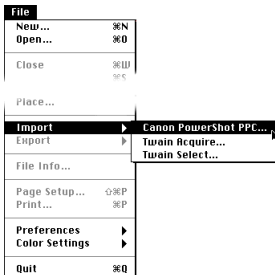 File
New... ⌘N
Open... ⌘O
Close ⌘W
⌘S
Place...
Import
Canon PowerShot PPC...
Export
Twain Acquire...
Twain Select...
File Info...
Page Setup... ⇧⌘P
Print... ⌘P
Preferences
Color Settings
Quit ⌘Q